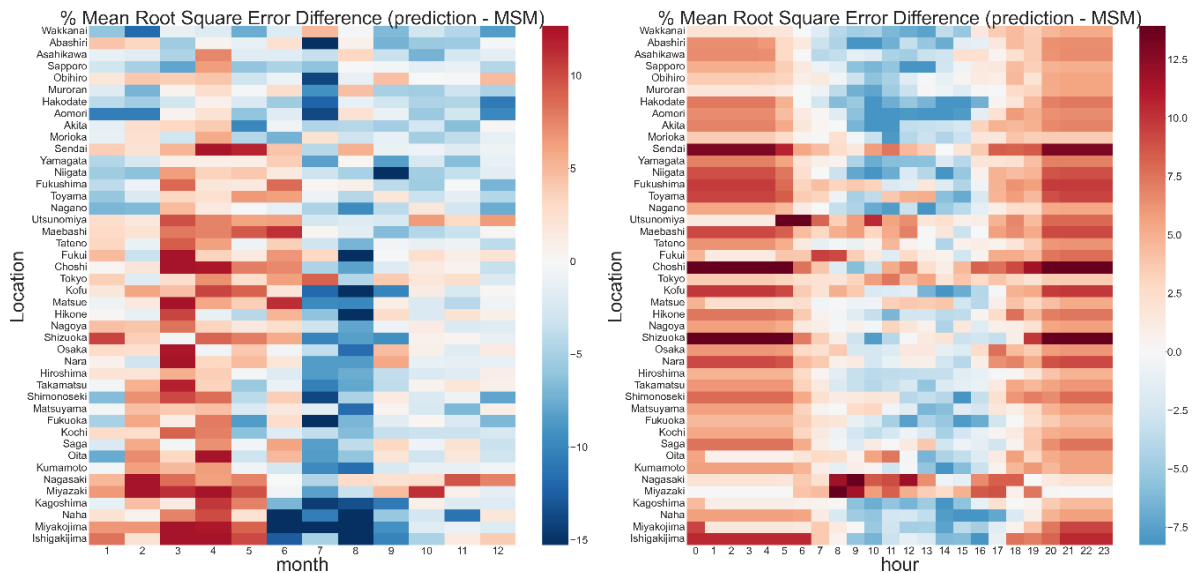 % Mean Root Square Error Difference (prediction - MSM)
Wakkanai
Abashiri
Asahikawa
Sapporo
Obihiro
Muroran
Hakodate
Aomori
Akita
Morioka
Sendai
Yamagata
Niigata
Fukushima
Toyama
Nagano
Utsunomiya
Maebashi
Tateno
Fukui
Choshi
Tokyo
Kofu
Matsue
Hikone
Nagoya
Shizuoka
Osaka
Nara
Hiroshima
Takamatsu
Shimonoseki
Matsuyama
Fukuoka
Kochi
Saga
Oita
Kumamoto
Nagasaki
Miyazaki
Kagoshima
Naha
Miyakojima
Ishigakijima
Location
1 2 3 4 5 6 7 8 9 10 11 12
month
10
5
0
−5
−10
−15
% Mean Root Square Error Difference (prediction - MSM)
Wakkanai
Abashiri
Asahikawa
Sapporo
Obihiro
Muroran
Hakodate
Aomori
Akita
Morioka
Sendai
Yamagata
Niigata
Fukushima
Toyama
Nagano
Utsunomiya
Maebashi
Tateno
Fukui
Choshi
Tokyo
Kofu
Matsue
Hikone
Nagoya
Shizuoka
Osaka
Nara
Hiroshima
Takamatsu
Shimonoseki
Matsuyama
Fukuoka
Kochi
Saga
Oita
Kumamoto
Nagasaki
Miyazaki
Kagoshima
Naha
Miyakojima
Ishigakijima
Location
0 1 2 3 4 5 6 7 8 9 10 11 12 13 14 15 16 17 18 19 20 21 22 23
hour
12.5
10.0
7.5
5.0
2.5
0.0
−2.5
−5.0
−7.5